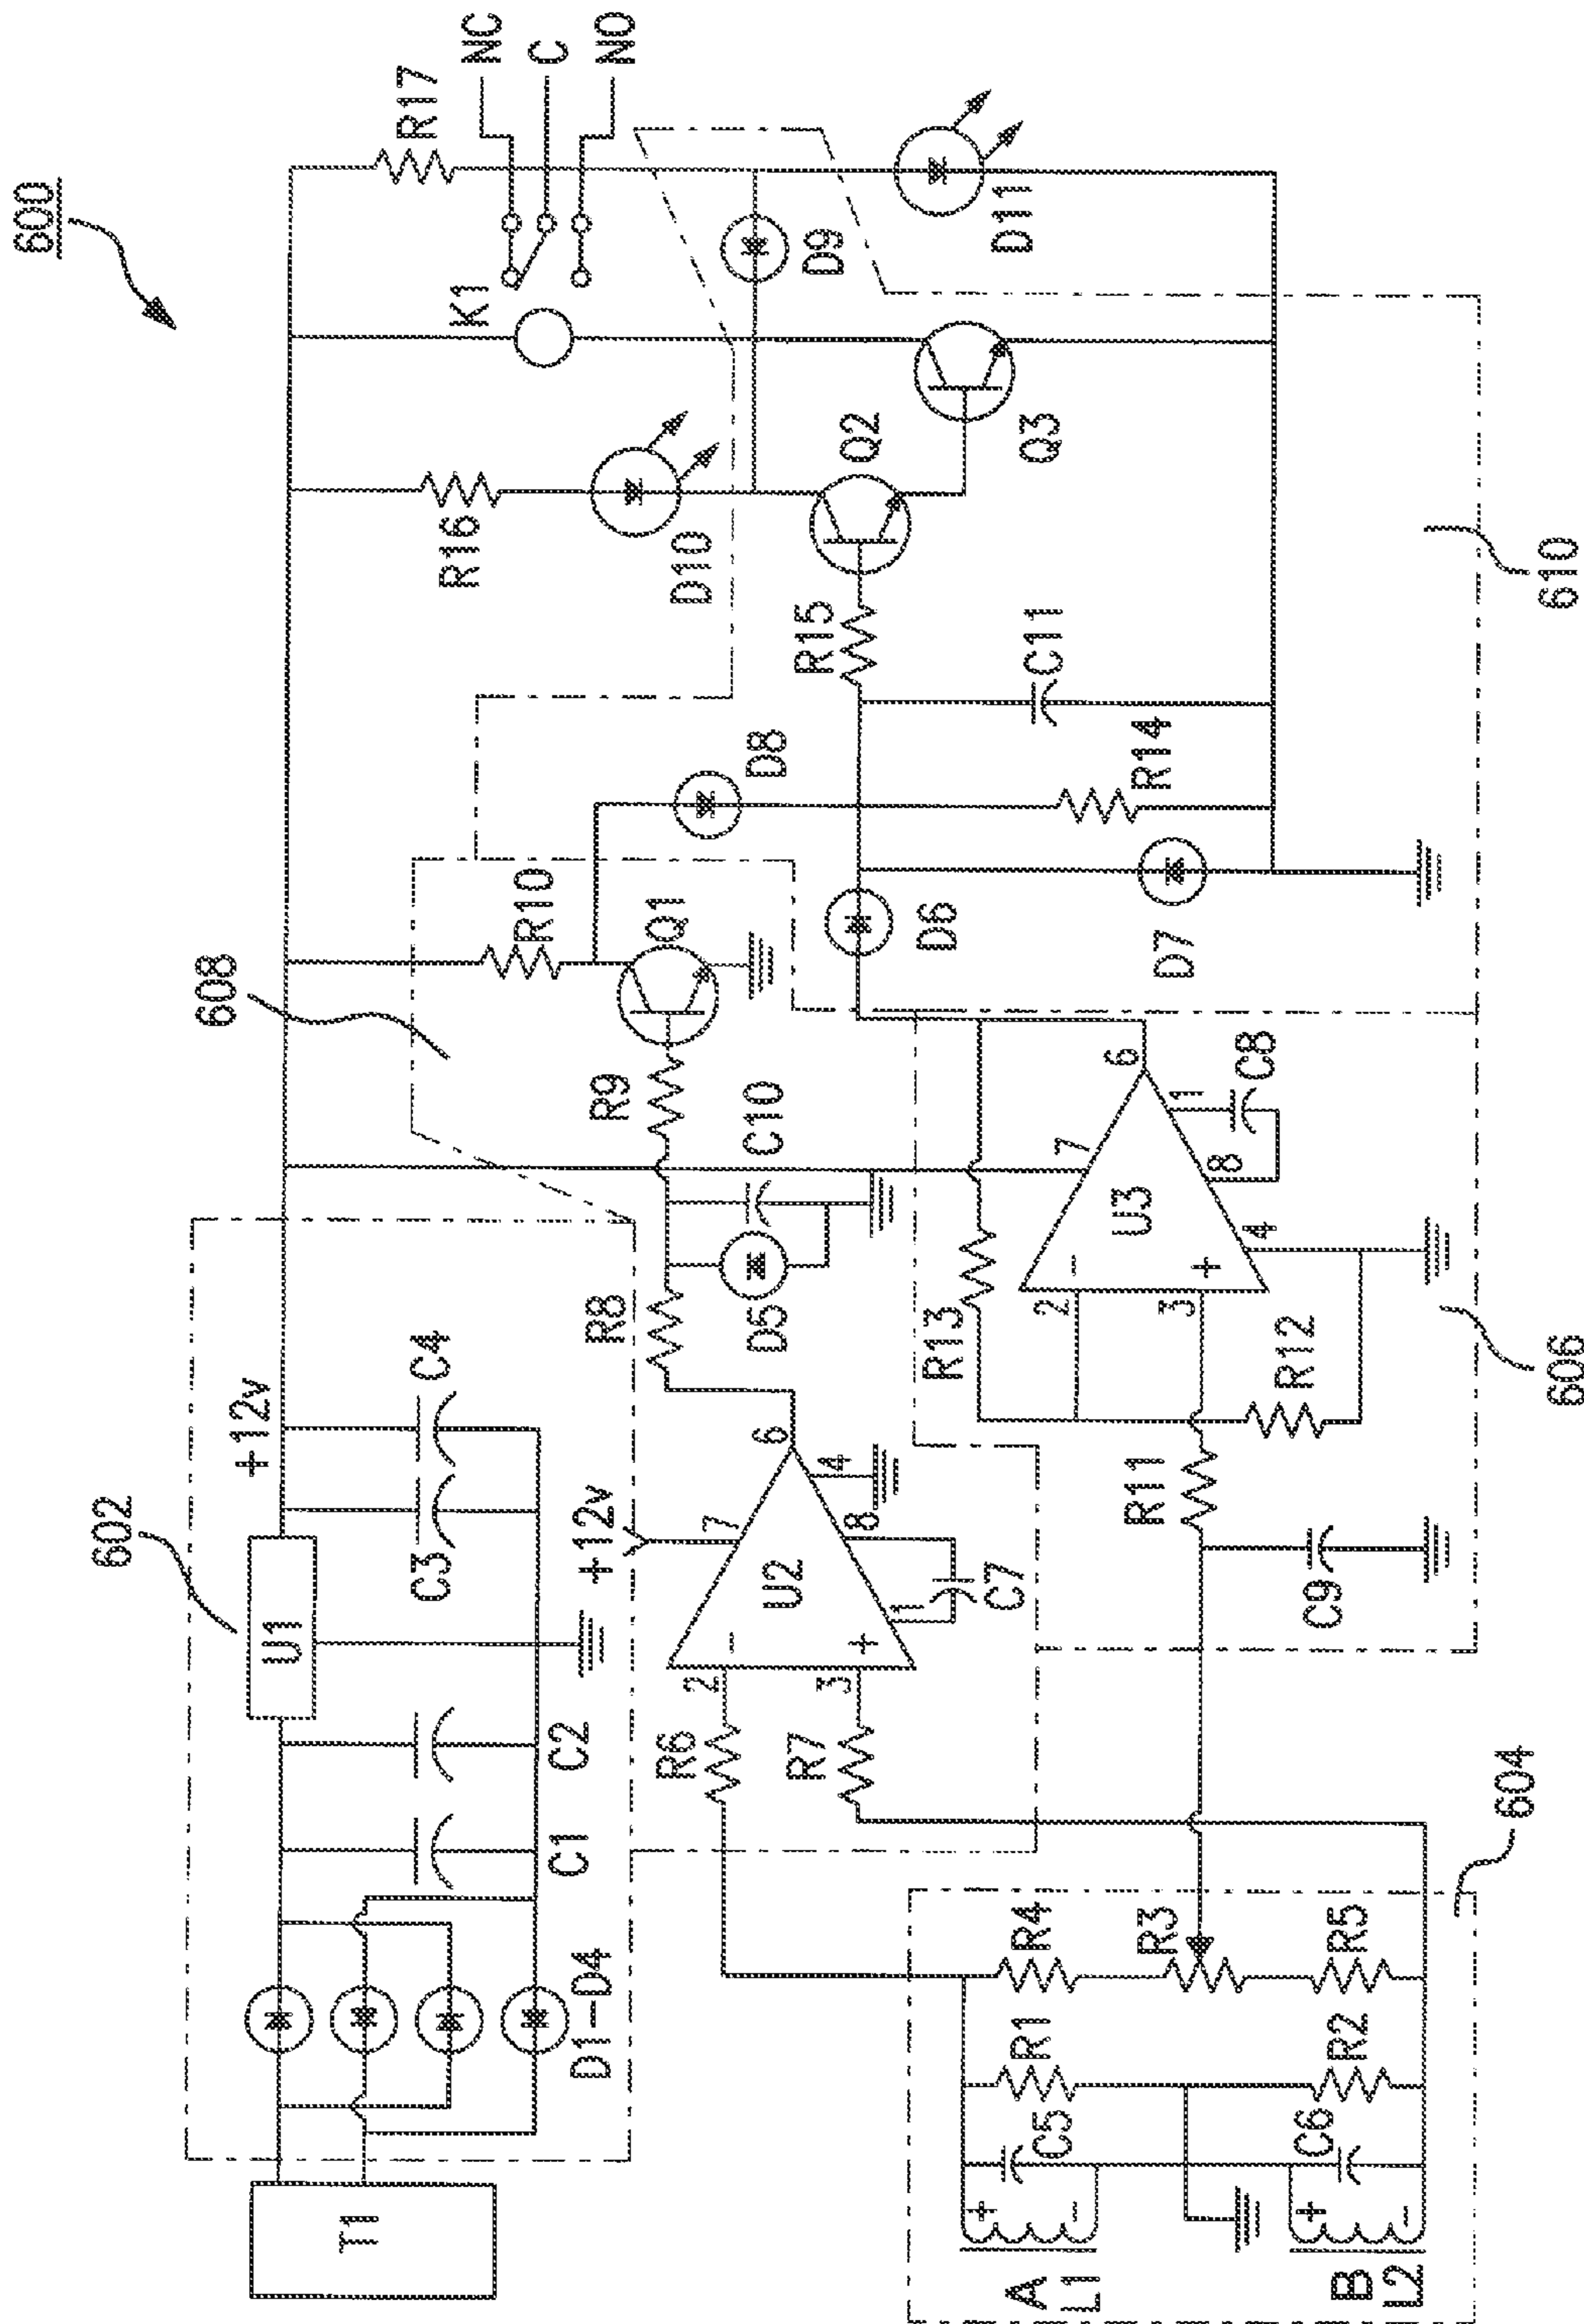 600
NC
C
NO
R17
K1
D9
D11
R16
D10
Q2
Q3
610
R15
C11
D8
R14
D6
D7
608
R10
Q1
R9
C10
R8
D5
602
+12v
U1
C3
C4
C1
C2
D1-D4
T1
+12v
U2
-
+
2
3
7
6
4
8
1
C7
R6
R7
U3
-
+
2
3
7
6
1
8
4
C8
R13
R12
R11
C9
606
604
R4
R3
R5
R1
R2
C5
C6
+
-
+
-
A
L1
B
L2